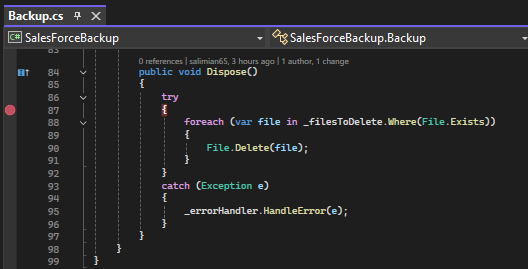 Backup.cs
SalesForceBackup SalesForceBackup.Backup
83
0 references | salimian65, 3 hours ago | 1 author, 1 change
84 public void Dispose()
85 {
86 try
87 {
88 foreach (var file in _filesToDelete.Where(File.Exists))
89 {
90 File.Delete(file);
91 }
92 }
93 catch (Exception e)
94 {
95 _errorHandler.HandleError(e);
96 }
97 }
98 }
99 }